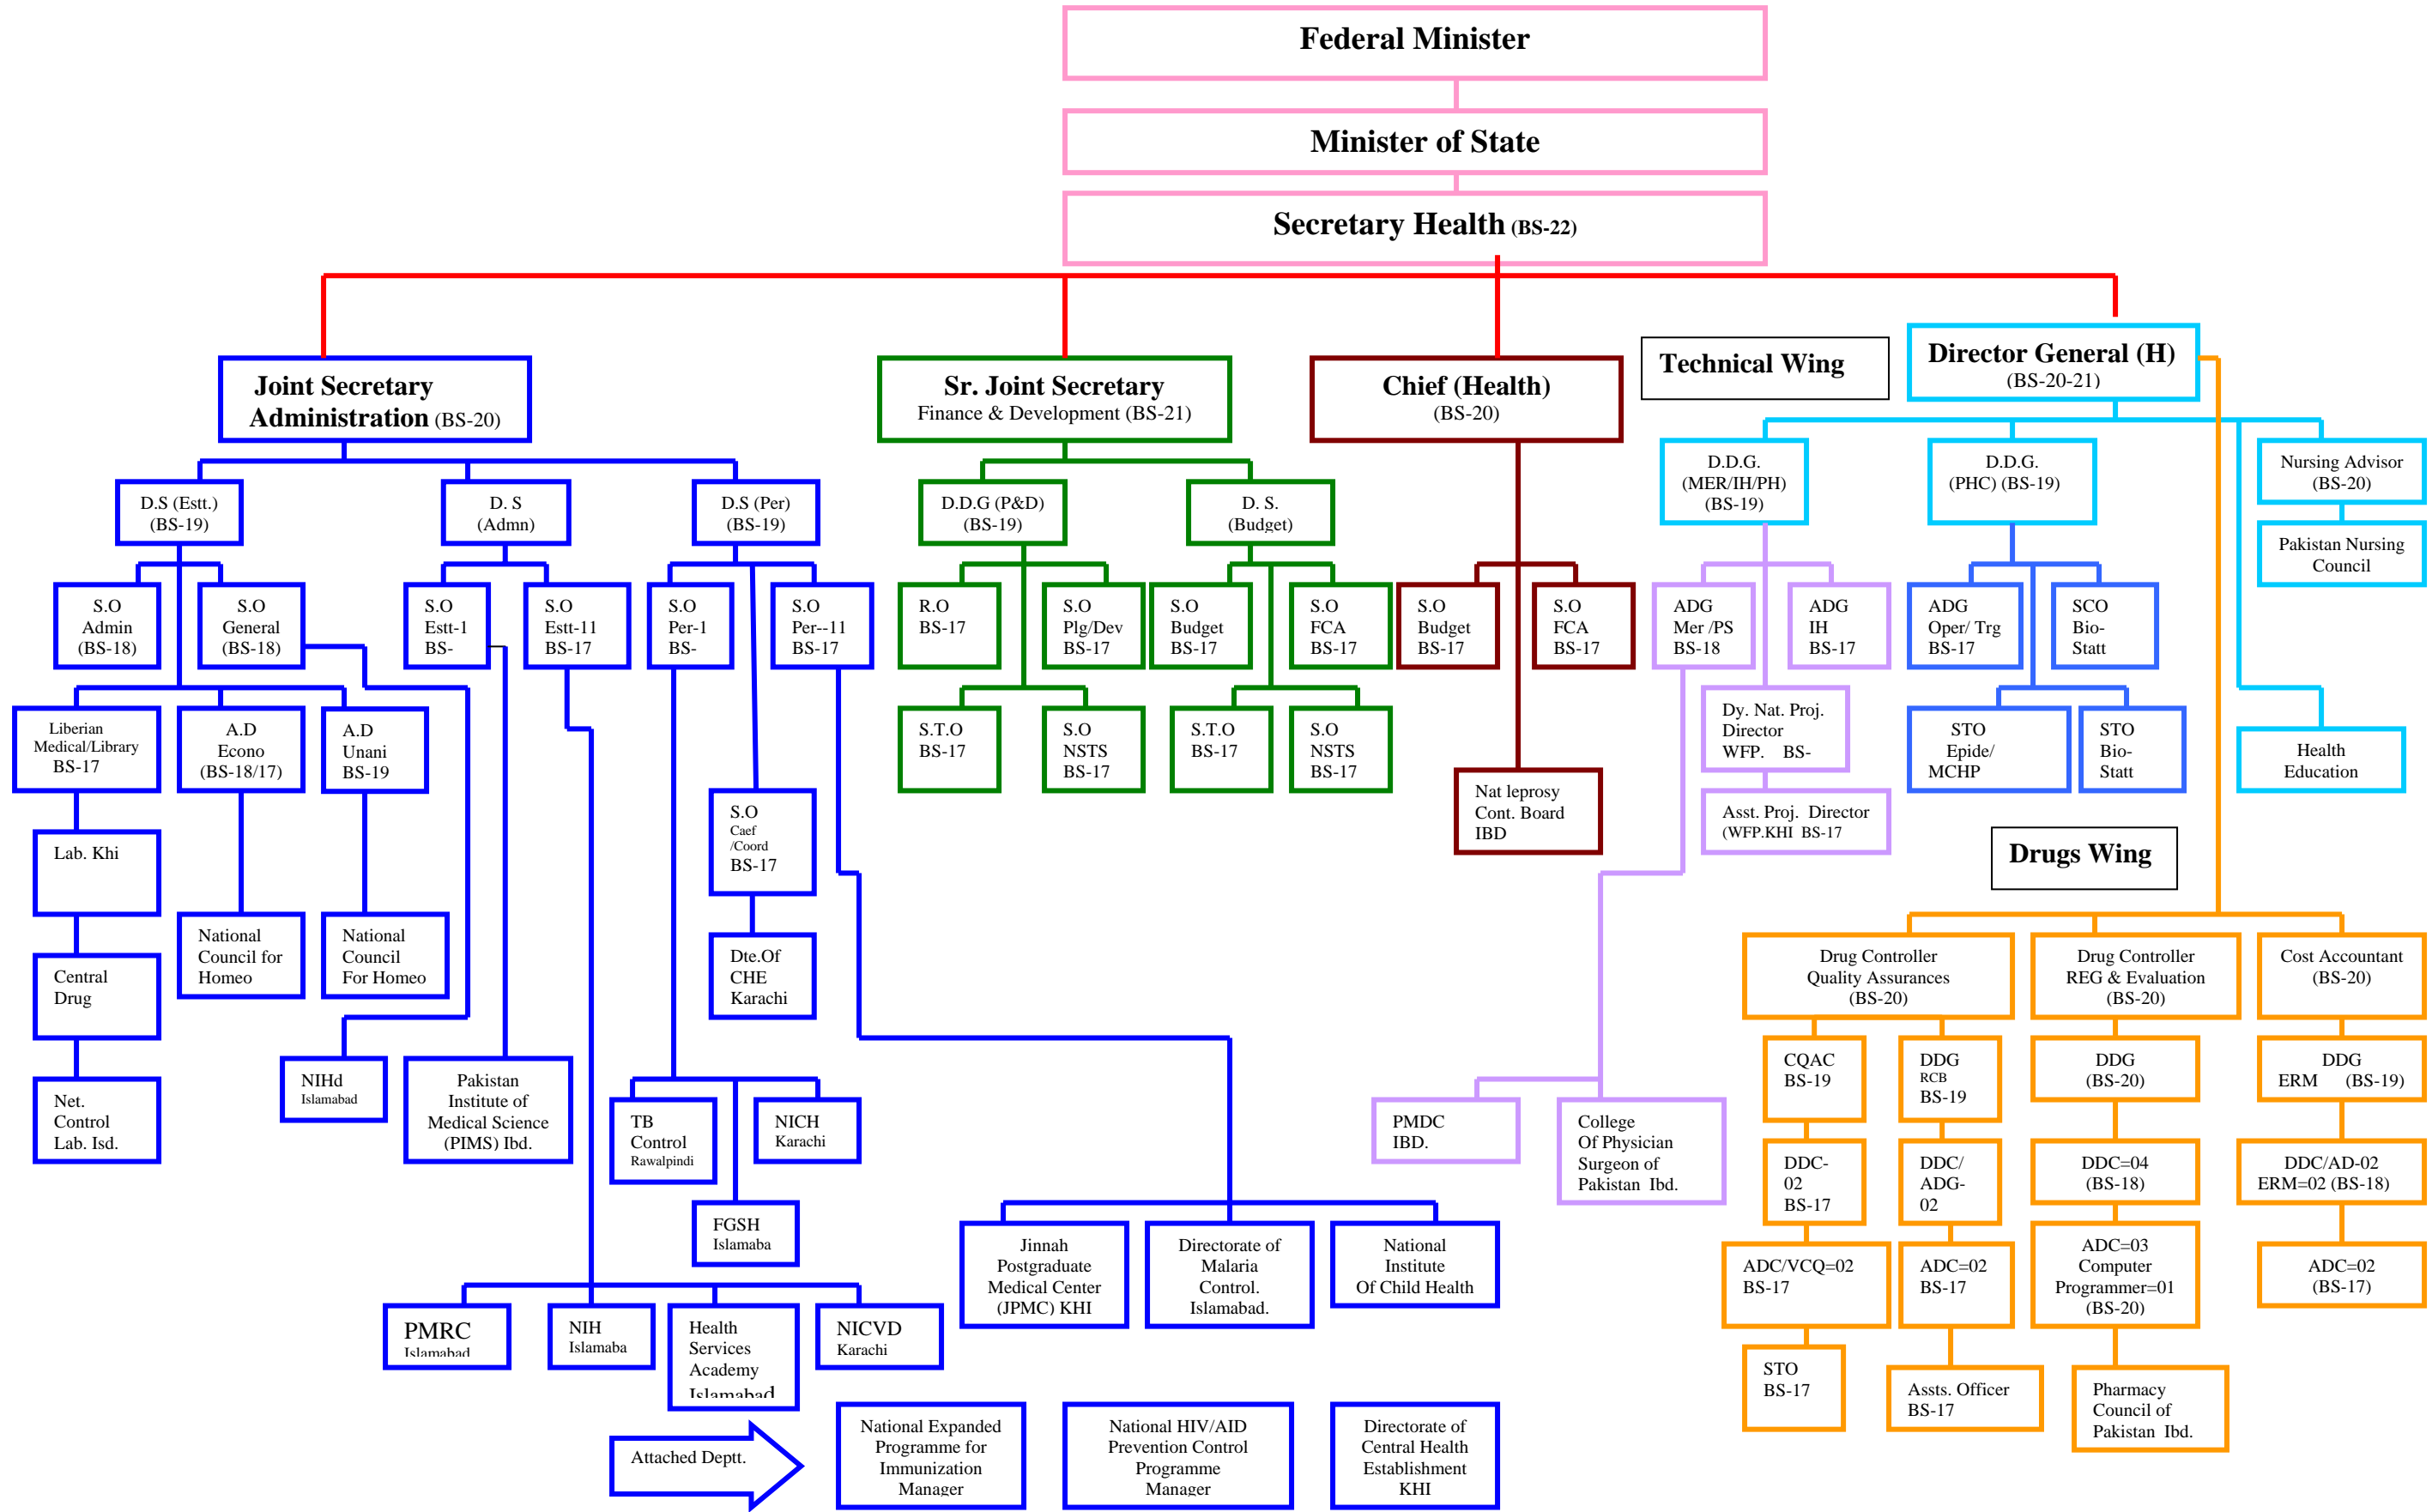 Federal Minister
Minister of State
Secretary Health (BS-22)
Joint Secretary
Administration (BS-20)
Sr. Joint Secretary
Finance & Development (BS-21)
Chief (Health)
(BS-20)
Technical Wing
Director General (H)
(BS-20-21)
D.S (Estt.)
(BS-19)
D. S
(Admn)
D.S (Per)
(BS-19)
D.D.G (P&D)
(BS-19)
D. S.
(Budget)
D.D.G.
(MER/IH/PH)
(BS-19)
D.D.G.
(PHC) (BS-19)
Nursing Advisor
(BS-20)
Pakistan Nursing
Council
S.O
Admin
(BS-18)
S.O
General
(BS-18)
S.O
Estt-1
BS-
S.O
Estt-11
BS-17
S.O
Per-1
BS-
S.O
Per--11
BS-17
R.O
BS-17
S.O
Plg/Dev
BS-17
S.O
Budget
BS-17
S.O
FCA
BS-17
S.O
Budget
BS-17
S.O
FCA
BS-17
ADG
Mer /PS
BS-18
ADG
IH
BS-17
ADG
Oper/ Trg
BS-17
SCO
Bio-
Statt
Liberian
Medical/Library
BS-17
A.D
Econo
(BS-18/17)
A.D
Unani
BS-19
S.T.O
BS-17
S.O
NSTS
BS-17
S.T.O
BS-17
S.O
NSTS
BS-17
Dy. Nat. Proj.
Director
WFP. BS-
STO
Epide/
MCHP
STO
Bio-
Statt
Health
Education
S.O
Caef
/Coord
BS-17
Nat leprosy
Cont. Board
IBD
Asst. Proj. Director
(WFP.KHI BS-17
Drugs Wing
Lab. Khi
National
Council for
Homeo
National
Council
For Homeo
Dte.Of
CHE
Karachi
Central
Drug
Drug Controller
Quality Assurances
(BS-20)
Drug Controller
REG & Evaluation
(BS-20)
Cost Accountant
(BS-20)
Net.
Control
Lab. Isd.
NIHd
Islamabad
Pakistan
Institute of
Medical Science
(PIMS) Ibd.
TB
Control
Rawalpindi
NICH
Karachi
PMDC
IBD.
College
Of Physician
Surgeon of
Pakistan Ibd.
CQAC
BS-19
DDG
RCB
BS-19
DDG
(BS-20)
DDG
ERM (BS-19)
DDC-
02
BS-17
DDC/
ADG-
02
DDC=04
(BS-18)
DDC/AD-02
ERM=02 (BS-18)
FGSH
Islamaba
Jinnah
Postgraduate
Medical Center
(JPMC) KHI
Directorate of
Malaria
Control.
Islamabad.
National
Institute
Of Child Health
ADC/VCQ=02
BS-17
ADC=02
BS-17
ADC=03
Computer
Programmer=01
(BS-20)
ADC=02
(BS-17)
PMRC
Islamabad
NIH
Islamaba
Health
Services
Academy
Islamabad
NICVD
Karachi
STO
BS-17
Assts. Officer
BS-17
Pharmacy
Council of
Pakistan Ibd.
Attached Deptt.
National Expanded
Programme for
Immunization
Manager
National HIV/AID
Prevention Control
Programme
Manager
Directorate of
Central Health
Establishment
KHI